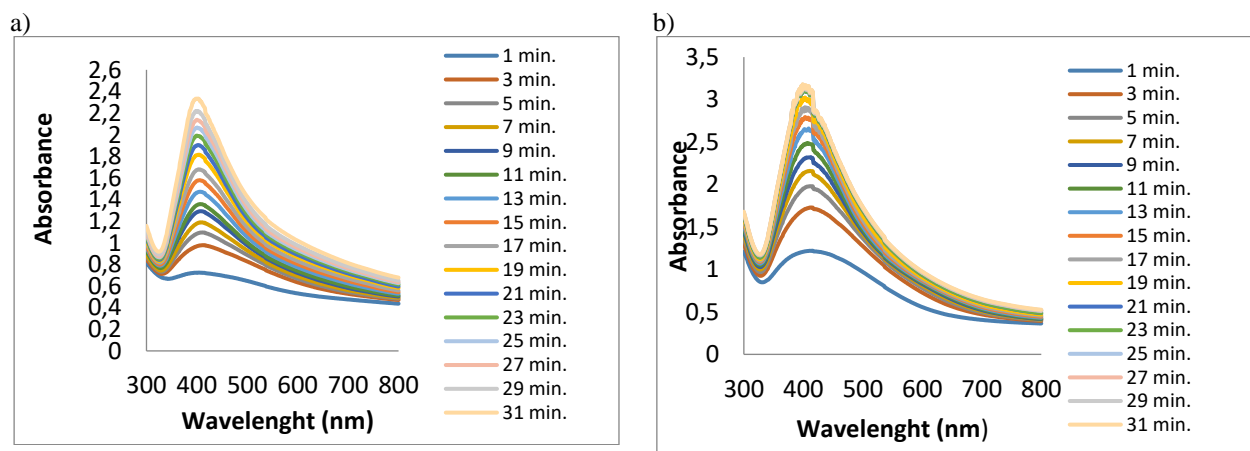 a)
Absorbance
2,6
2,4
2,2
2
1,8
1,6
1,4
1,2
1
0,8
0,6
0,4
0,2
0
300 400 500 600 700 800
Wavelenght (nm)
1 min.
3 min.
5 min.
7 min.
9 min.
11 min.
13 min.
15 min.
17 min.
19 min.
21 min.
23 min.
25 min.
27 min.
29 min.
31 min.
b)
Absorbance
3,5
3
2,5
2
1,5
1
0,5
0
300 400 500 600 700 800
Wavelenght (nm)
1 min.
3 min.
5 min.
7 min.
9 min.
11 min.
13 min.
15 min.
17 min.
19 min.
21 min.
23 min.
25 min.
27 min.
29 min.
31 min.